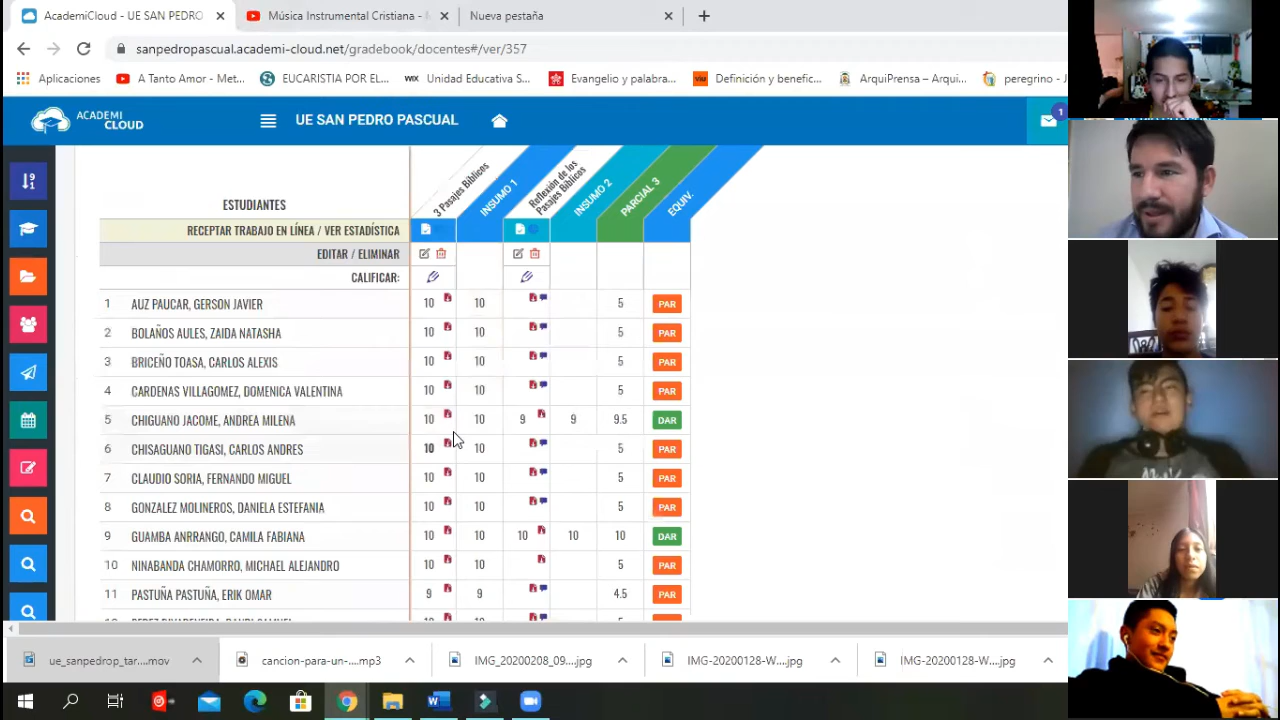 AcademiCloud - UE SAN PEDRO
Música Instrumental Cristiana - M
Nueva pestaña
sanpedropascual.academi-cloud.net/gradebook/docentes#/ver/357
Aplicaciones
A Tanto Amor - Met...
EUCARISTIA POR EL...
WIX Unidad Educativa S...
Evangelio y palabra...
Definición y benefic...
ArquiPrensa – Arqui...
peregrino - J
ACADEMI
CLOUD
UE SAN PEDRO PASCUAL
1
3 Pasajes Bíblicos
INSUMO 1
Reflexión de los
Pasajes Bíblicos
INSUMO 2
PARCIAL 3
EQUIV.
ESTUDIANTES
RECEPTAR TRABAJO EN LÍNEA / VER ESTADÍSTICA
EDITAR / ELIMINAR
CALIFICAR:
1 AUZ PAUCAR, GERSON JAVIER 10 10 5 PAR
2 BOLAÑOS AULES, ZAIDA NATASHA 10 10 5 PAR
3 BRICEÑO TOASA, CARLOS ALEXIS 10 10 5 PAR
4 CARDENAS VILLAGOMEZ, DOMENICA VALENTINA 10 10 5 PAR
5 CHIGUANO JACOME, ANDREA MILENA 10 10 9 9 9.5 DAR
6 CHISAGUANO TIGASI, CARLOS ANDRES 10 10 5 PAR
7 CLAUDIO SORIA, FERNANDO MIGUEL 10 10 5 PAR
8 GONZALEZ MOLINEROS, DANIELA ESTEFANIA 10 10 5 PAR
9 GUAMBA ANRRANGO, CAMILA FABIANA 10 10 10 10 10 DAR
10 NINABANDA CHAMORRO, MICHAEL ALEJANDRO 10 10 5 PAR
11 PASTUÑA PASTUÑA, ERIK OMAR 9 9 4.5 PAR
ue_sanpedrop_tar....mov
cancion-para-un-....mp3
IMG_20200208_09....jpg
IMG-20200128-W....jpg
IMG-20200128-W....jpg